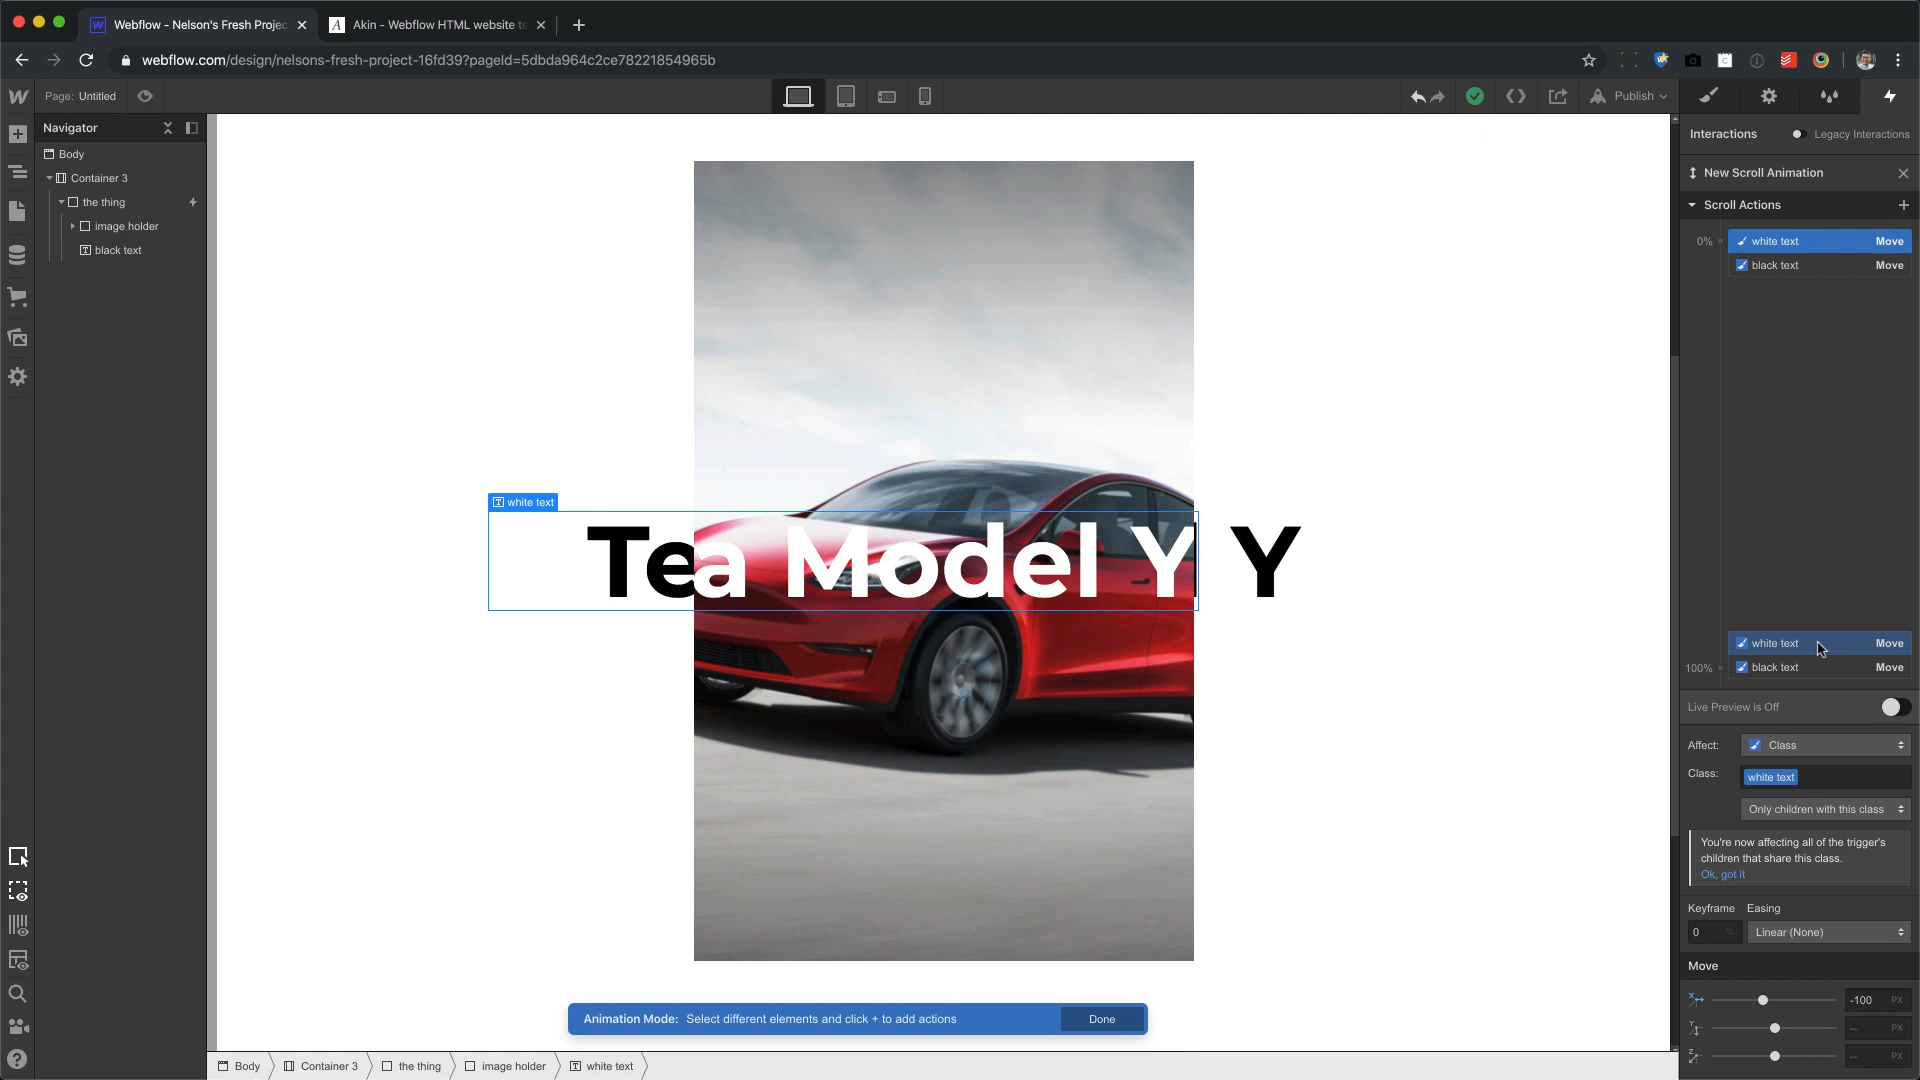 Webflow - Nelson's Fresh Projec
Akin - Webflow HTML website te
webflow.com/design/nelsons-fresh-project-16fd39?pageId=5dbda964c2ce78221854965b
Page: Untitled
Publish
Navigator
Body
Container 3
the thing
image holder
black text
white text
Tea Model Y Y
Interactions
Legacy Interactions
New Scroll Animation
Scroll Actions
0%
white text Move
black text Move
white text Move
100%
black text Move
Live Preview is Off
Affect: Class
Class: white text
Only children with this class
You're now affecting all of the trigger's
children that share this class.
Ok, got it
Keyframe Easing
0 % Linear (None)
Move
X -100 PX
Y -- PX
Z -- PX
Animation Mode: Select different elements and click + to add actions
Done
Body Container 3 the thing image holder white text